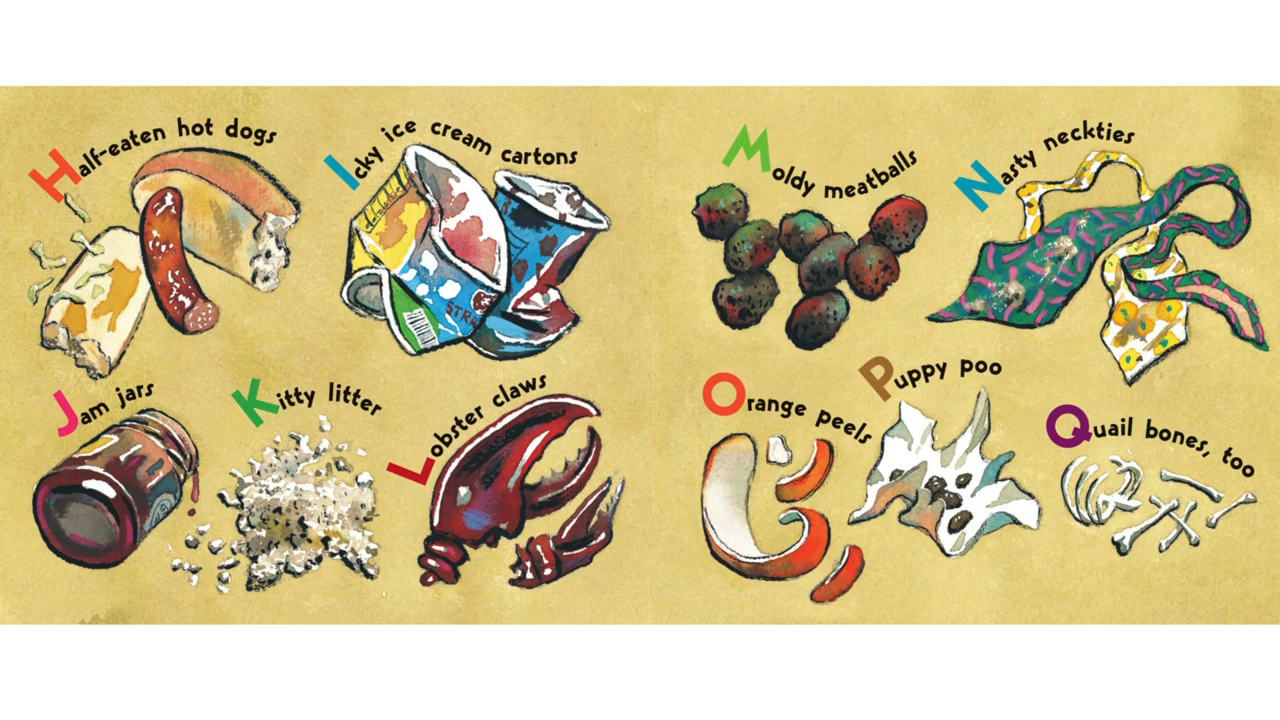 Half-eaten hot dogs
Icky ice cream cartons
STR
Jam jars
Kitty litter
Lobster claws
Moldy meatballs
Nasty neckties
Orange peels
Puppy poo
Quail bones, too